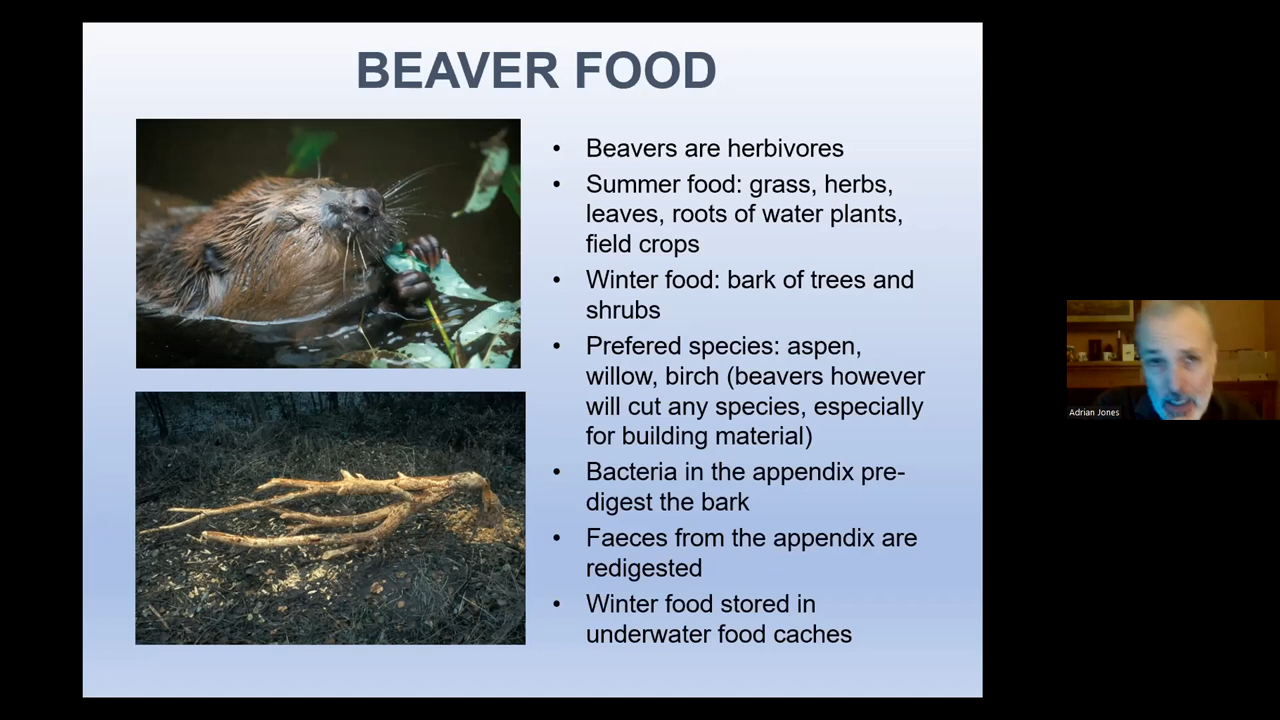 BEAVER FOOD
• Beavers are herbivores
• Summer food: grass, herbs,
leaves, roots of water plants,
field crops
• Winter food: bark of trees and
shrubs
• Prefered species: aspen,
willow, birch (beavers however
will cut any species, especially
for building material)
• Bacteria in the appendix pre-
digest the bark
• Faeces from the appendix are
redigested
• Winter food stored in
underwater food caches
Adrian Jones